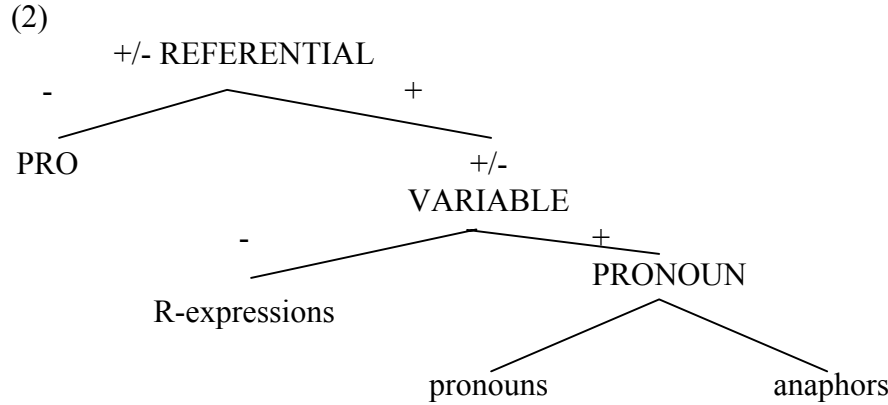 (2)
+/- REFERENTIAL
- +
PRO +/-
VARIABLE
- +
PRONOUN
R-expressions
pronouns anaphors